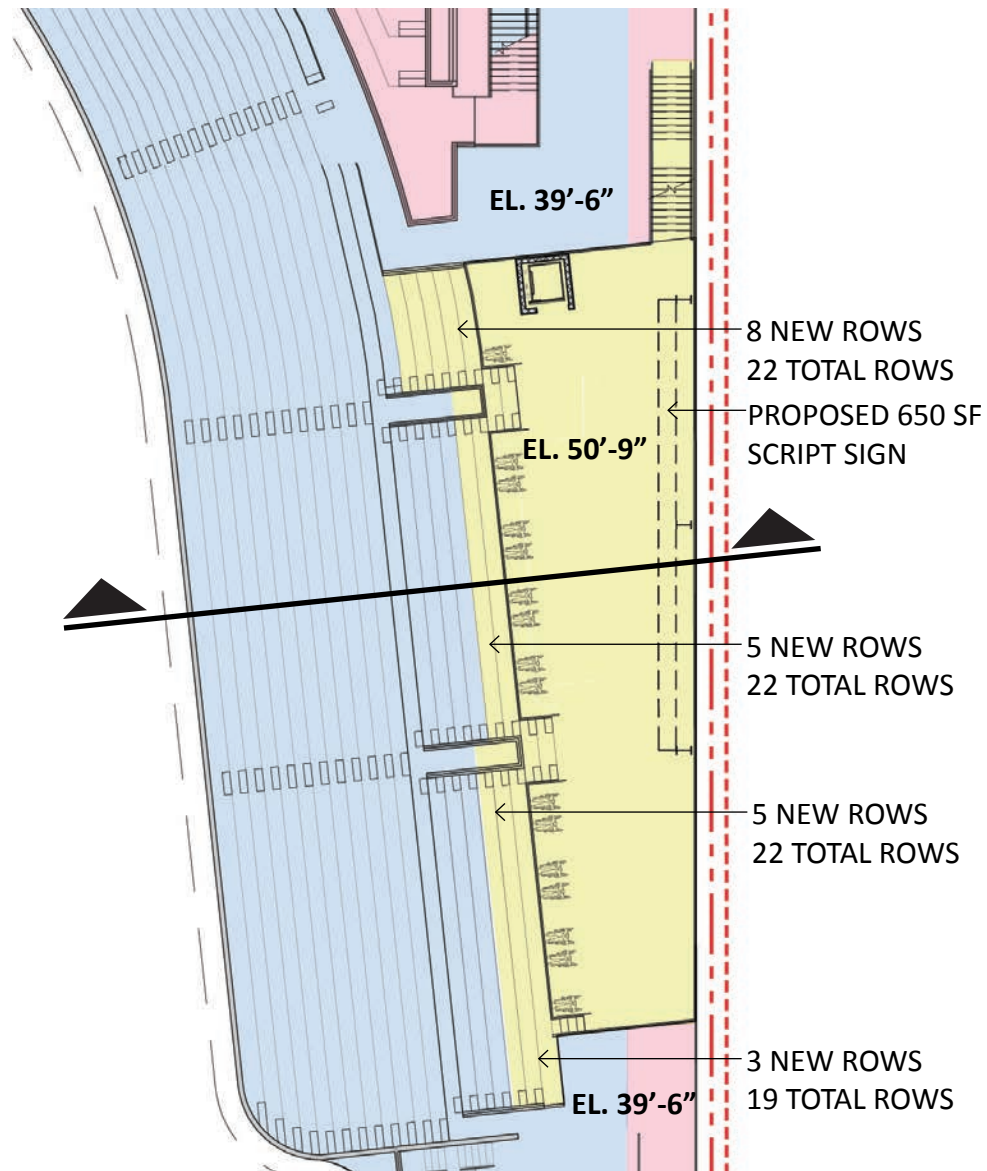 EL. 39’-6”
8 NEW ROWS
22 TOTAL ROWS
PROPOSED 650 SF
SCRIPT SIGN
EL. 50’-9”
5 NEW ROWS
22 TOTAL ROWS
5 NEW ROWS
22 TOTAL ROWS
3 NEW ROWS
19 TOTAL ROWS
EL. 39’-6”